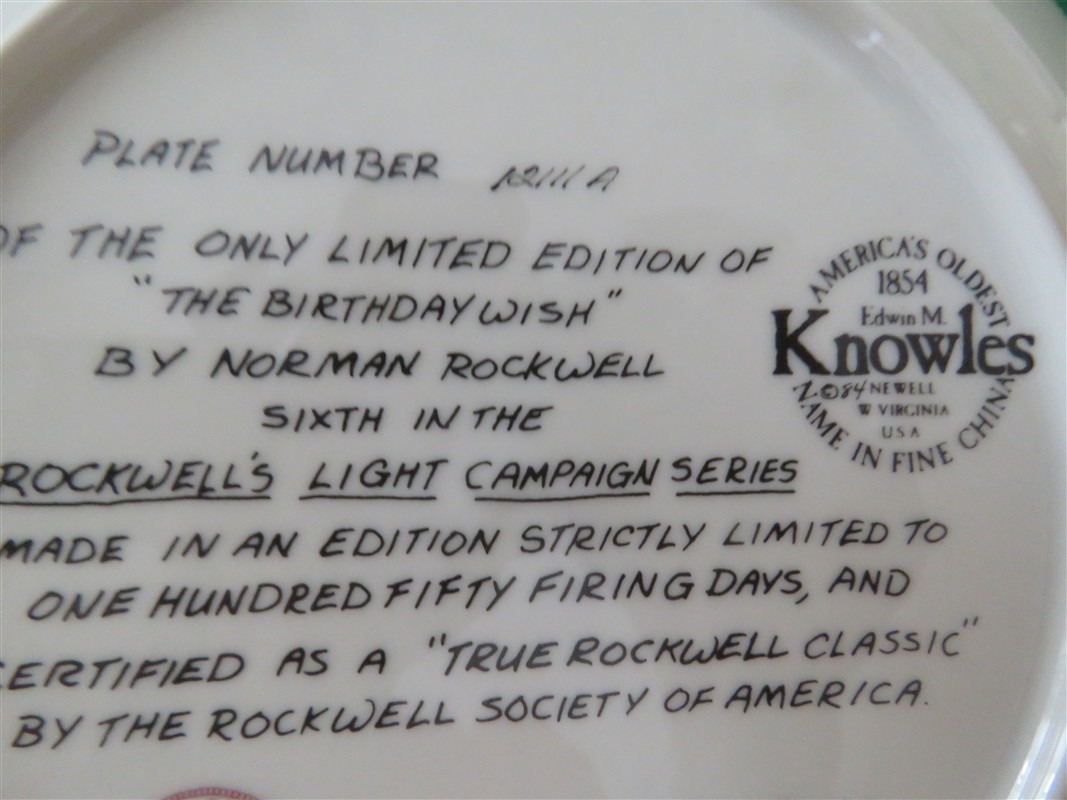 PLATE NUMBER 12111A
OF THE ONLY LIMITED EDITION OF
"THE BIRTHDAY WISH"
BY NORMAN ROCKWELL
SIXTH IN THE
ROCKWELL'S LIGHT CAMPAIGN SERIES
MADE IN AN EDITION STRICTLY LIMITED TO
ONE HUNDRED FIFTY FIRING DAYS, AND
CERTIFIED AS A "TRUE ROCKWELL CLASSIC"
BY THE ROCKWELL SOCIETY OF AMERICA.
AMERICA'S OLDEST
1854
Edwin M.
Knowles
©84 NEWELL
W VIRGINIA
USA
NAME IN FINE CHINA